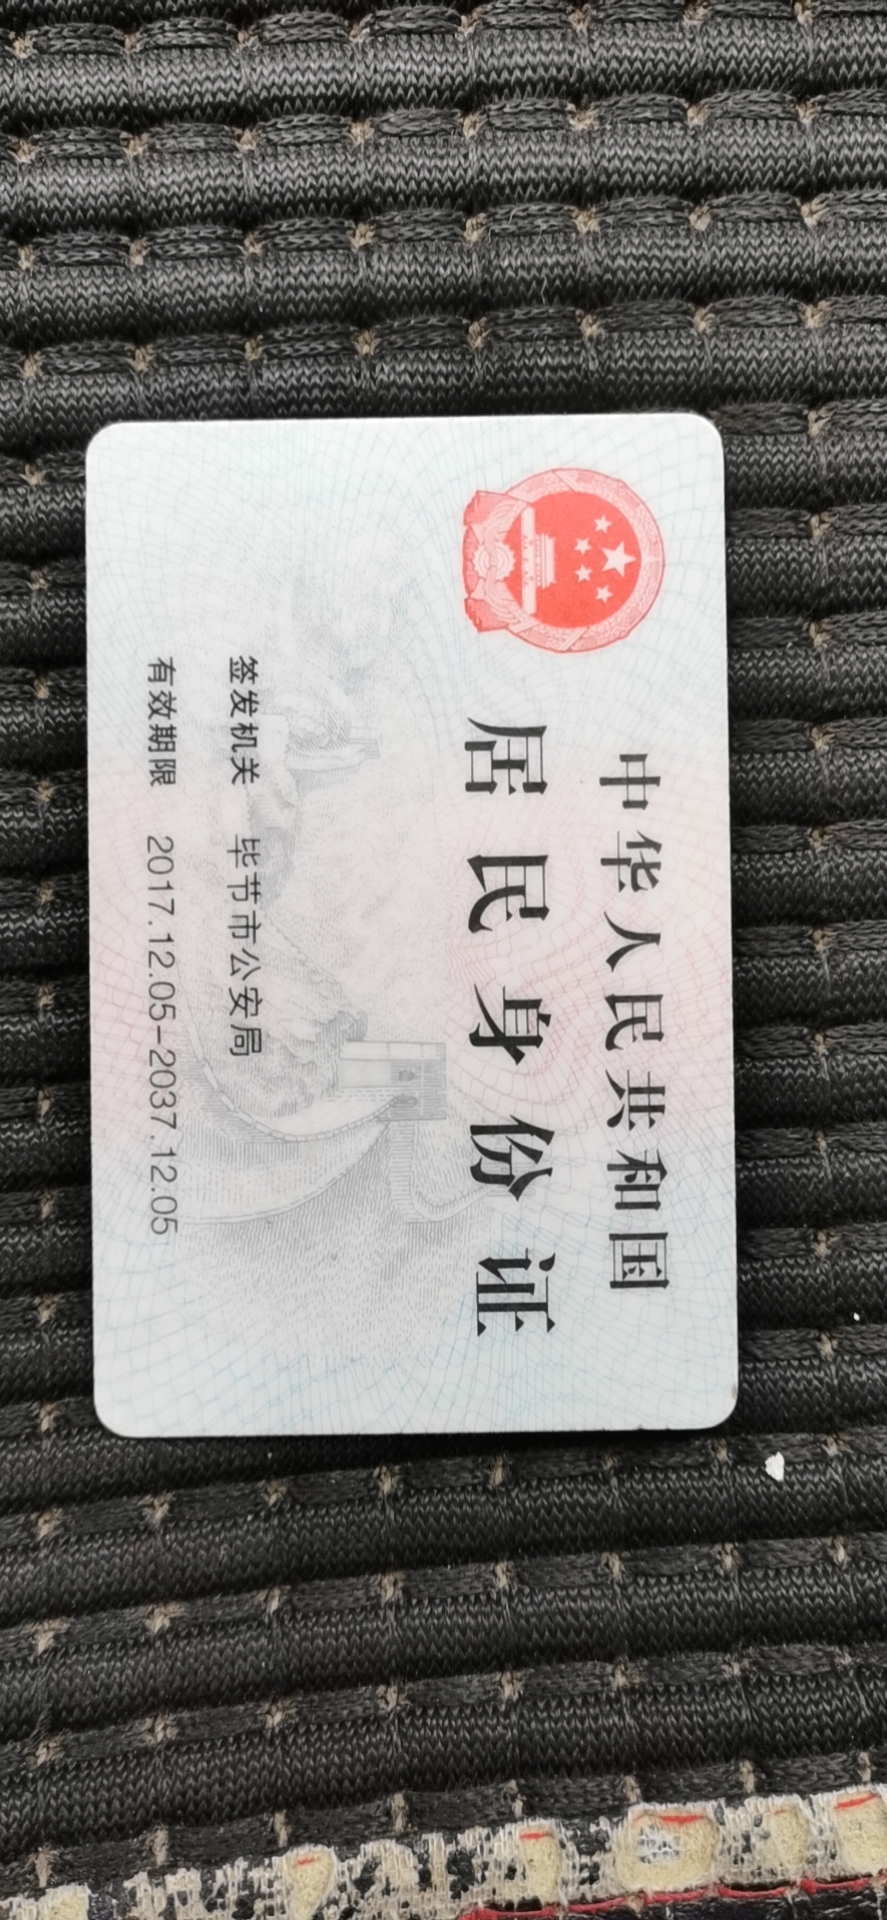 中华人民共和国
居民身份证
签发机关 毕节市公安局
有效期限 2017.12.05-2037.12.05